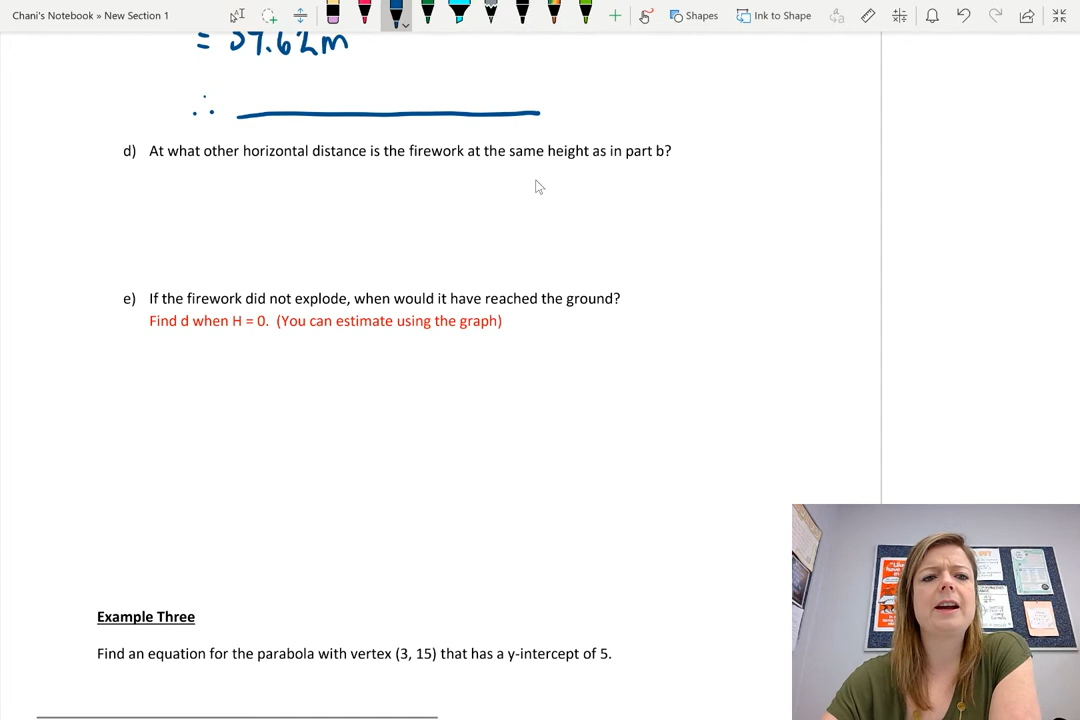 Chani's Notebook » New Section 1
Shapes
Ink to Shape
= 37.62m
∴
d) At what other horizontal distance is the firework at the same height as in part b?
e) If the firework did not explode, when would it have reached the ground?
Find d when H = 0. (You can estimate using the graph)
Example Three
Find an equation for the parabola with vertex (3, 15) that has a y-intercept of 5.